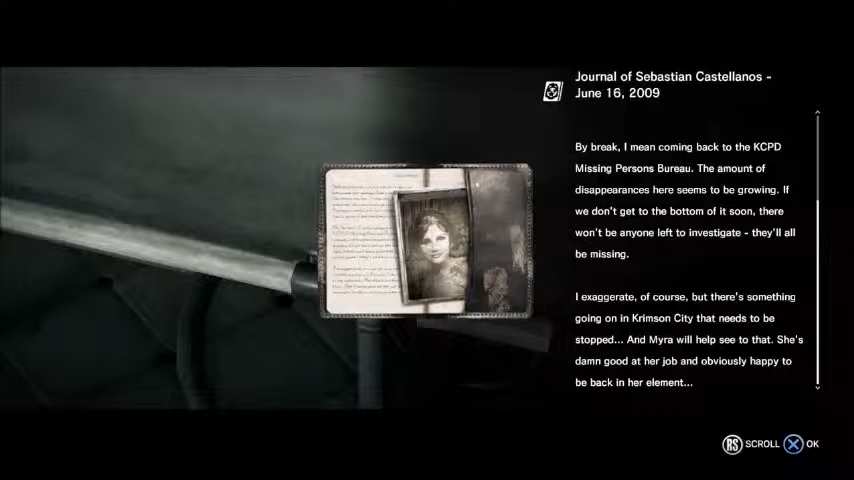 Journal of Sebastian Castellanos -
June 16, 2009
By break, I mean coming back to the KCPD
Missing Persons Bureau. The amount of
disappearances here seems to be growing. If
we don't get to the bottom of it soon, there
won't be anyone left to investigate - they'll all
be missing.
I exaggerate, of course, but there's something
going on in Krimson City that needs to be
stopped... And Myra will help see to that. She's
damn good at her job and obviously happy to
be back in her element...
RS SCROLL X OK